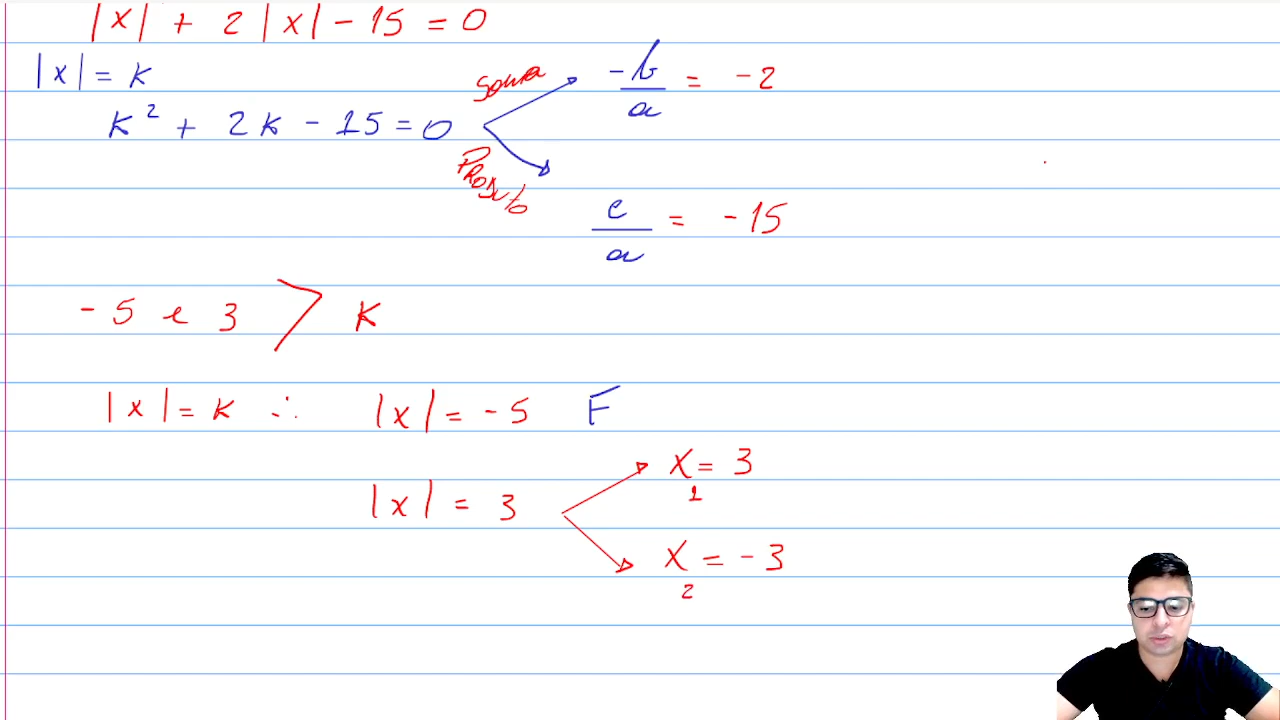 |x| + 2 |x| - 15 = 0
|x| = k
k² + 2k - 15 = 0
Soma
-b/a = -2
Produto
c/a = -15
-5 e 3 > K
|x| = k ∴ |x| = -5 F
|x| = 3
x₁ = 3
x₂ = -3